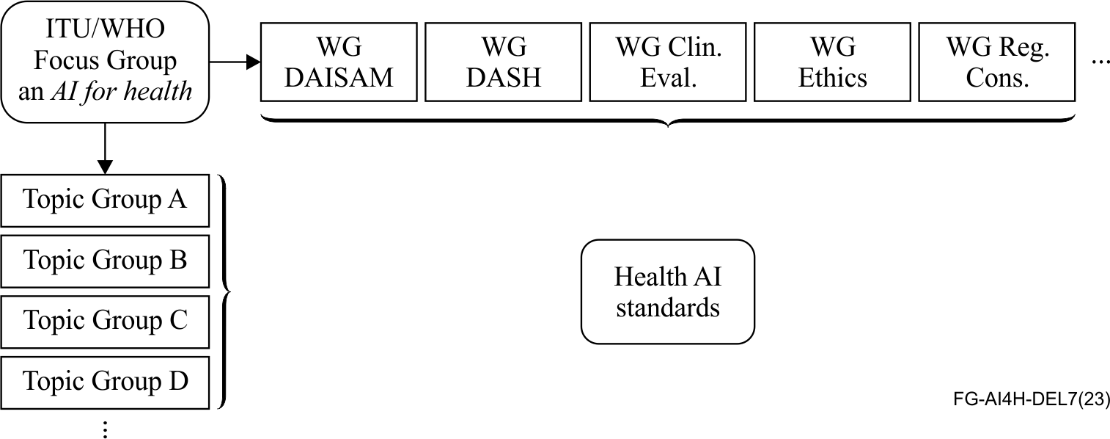 ITU/WHO
Focus Group
an AI for health
WG
DAISAM
WG
DASH
WG Clin.
Eval.
WG
Ethics
WG Reg.
Cons.
...
Topic Group A
Topic Group B
Topic Group C
Topic Group D
⋮
Health AI
standards
FG-AI4H-DEL7(23)